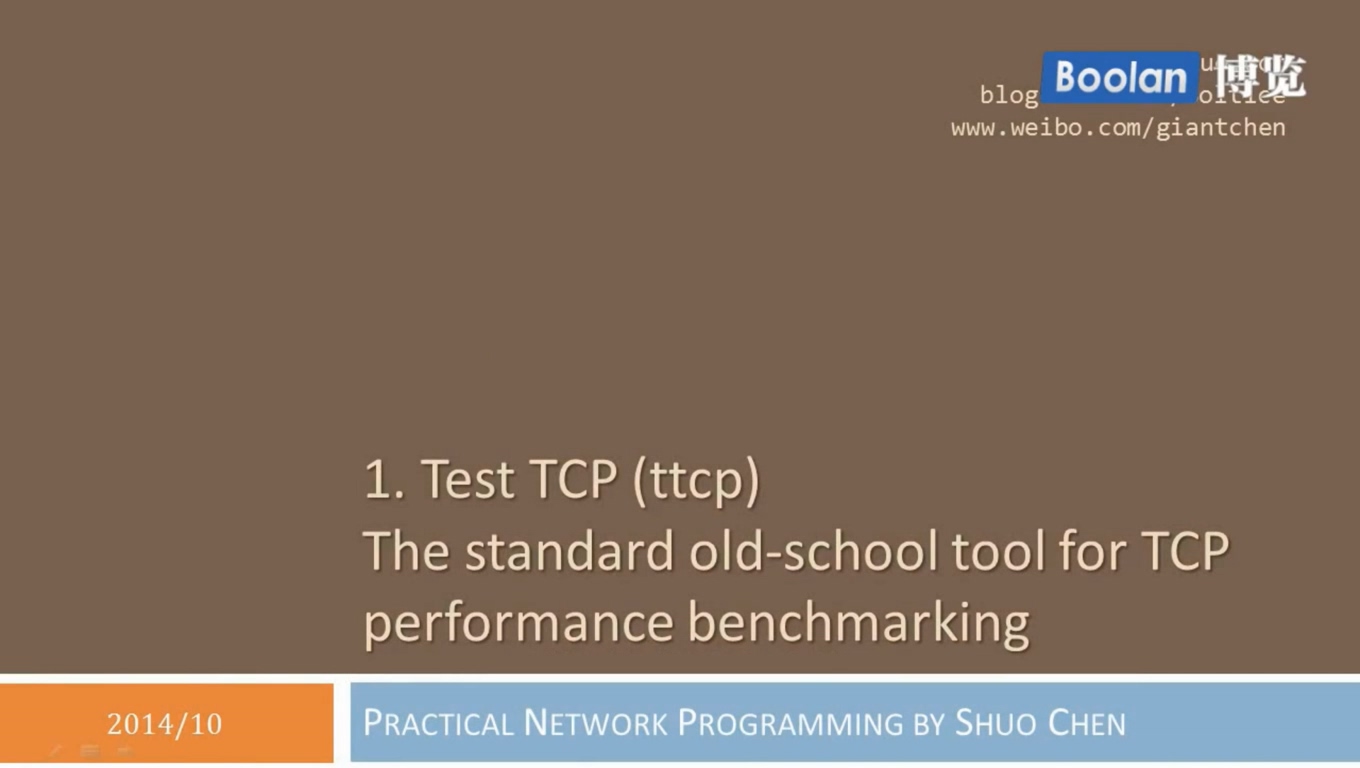 Boolan 博览
blog
www.weibo.com/giantchen
1. Test TCP (ttcp)
The standard old-school tool for TCP
performance benchmarking
2014/10
PRACTICAL NETWORK PROGRAMMING BY SHUO CHEN